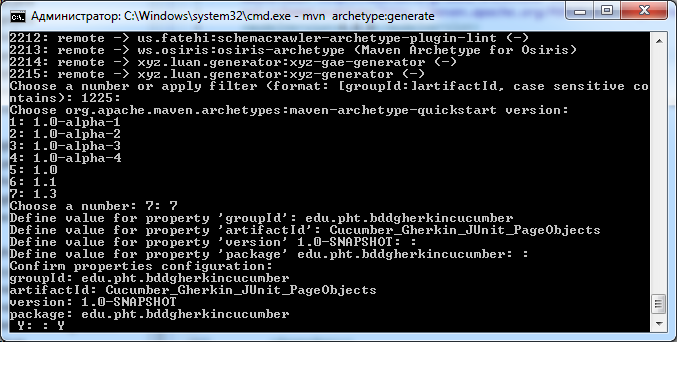 Администратор: C:\Windows\system32\cmd.exe - mvn archetype:generate
2212: remote -> us.fatehi:schemacrawler-archetype-plugin-lint (-)
2213: remote -> ws.osiris:osiris-archetype (Maven Archetype for Osiris)
2214: remote -> xyz.luan.generator:xyz-gae-generator (-)
2215: remote -> xyz.luan.generator:xyz-generator (-)
Choose a number or apply filter (format: [groupId:]artifactId, case sensitive co
ntains): 1225:
Choose org.apache.maven.archetypes:maven-archetype-quickstart version:
1: 1.0-alpha-1
2: 1.0-alpha-2
3: 1.0-alpha-3
4: 1.0-alpha-4
5: 1.0
6: 1.1
7: 1.3
Choose a number: 7: 7
Define value for property 'groupId': edu.pht.bddgherkincucumber
Define value for property 'artifactId': Cucumber_Gherkin_JUnit_PageObjects
Define value for property 'version' 1.0-SNAPSHOT: :
Define value for property 'package' edu.pht.bddgherkincucumber: :
Confirm properties configuration:
groupId: edu.pht.bddgherkincucumber
artifactId: Cucumber_Gherkin_JUnit_PageObjects
version: 1.0-SNAPSHOT
package: edu.pht.bddgherkincucumber
Y: : Y